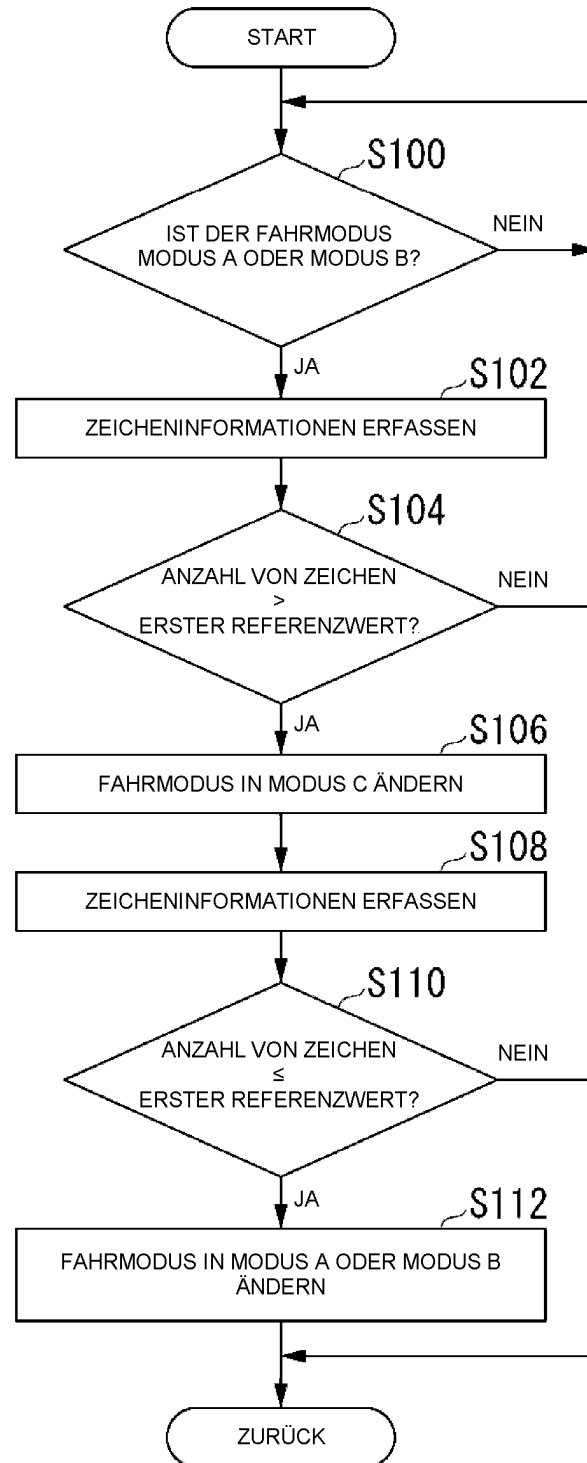 START
S100
IST DER FAHRMODUS
MODUS A ODER MODUS B?
NEIN
JA
S102
ZEICHENINFORMATIONEN ERFASSEN
S104
ANZAHL VON ZEICHEN
>
ERSTER REFERENZWERT?
NEIN
JA
S106
FAHRMODUS IN MODUS C ÄNDERN
S108
ZEICHENINFORMATIONEN ERFASSEN
S110
ANZAHL VON ZEICHEN
≤
ERSTER REFERENZWERT?
NEIN
JA
S112
FAHRMODUS IN MODUS A ODER MODUS B
ÄNDERN
ZURÜCK